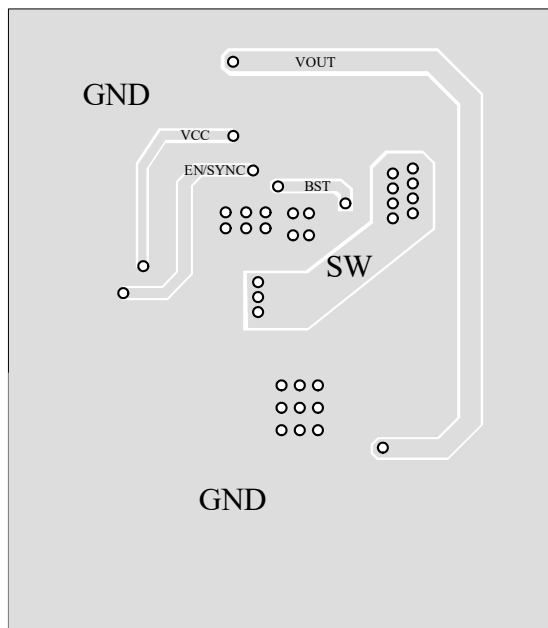 VOUT
GND
VCC
EN/SYNC
BST
SW
GND